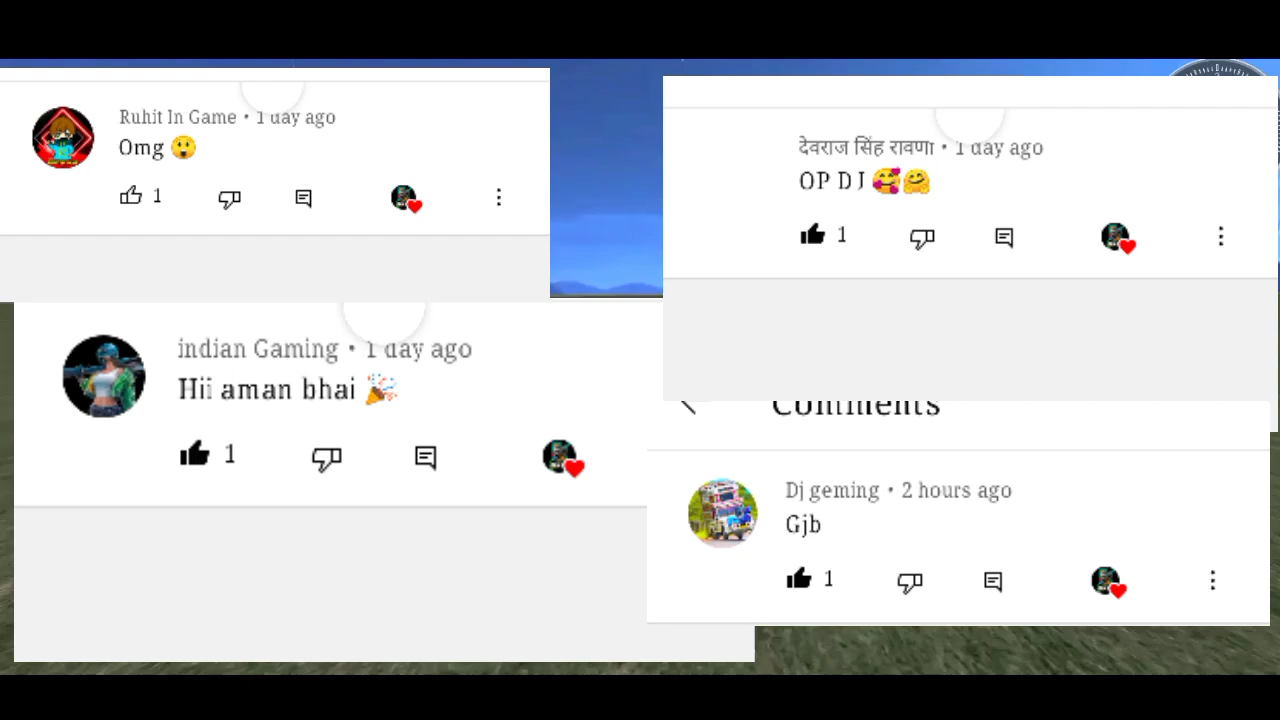 Ruhit In Game • 1 day ago
Omg 😲
1
देवराज सिंह रावणा • 1 day ago
OP DJ 🥰🤗
1
indian Gaming • 1 day ago
Hii aman bhai 🎉
1
Comments
Dj geming • 2 hours ago
Gjb
1